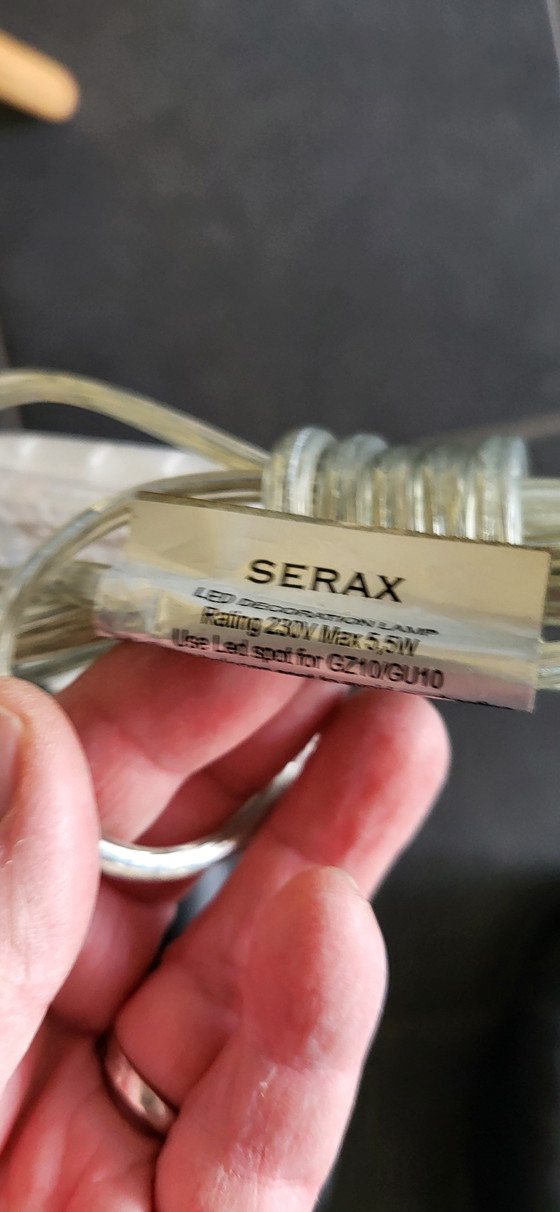 SERAX
LED DECORATION LAMP
Rating 230V Max 5,5W
Use Led spot for GZ10/GU10